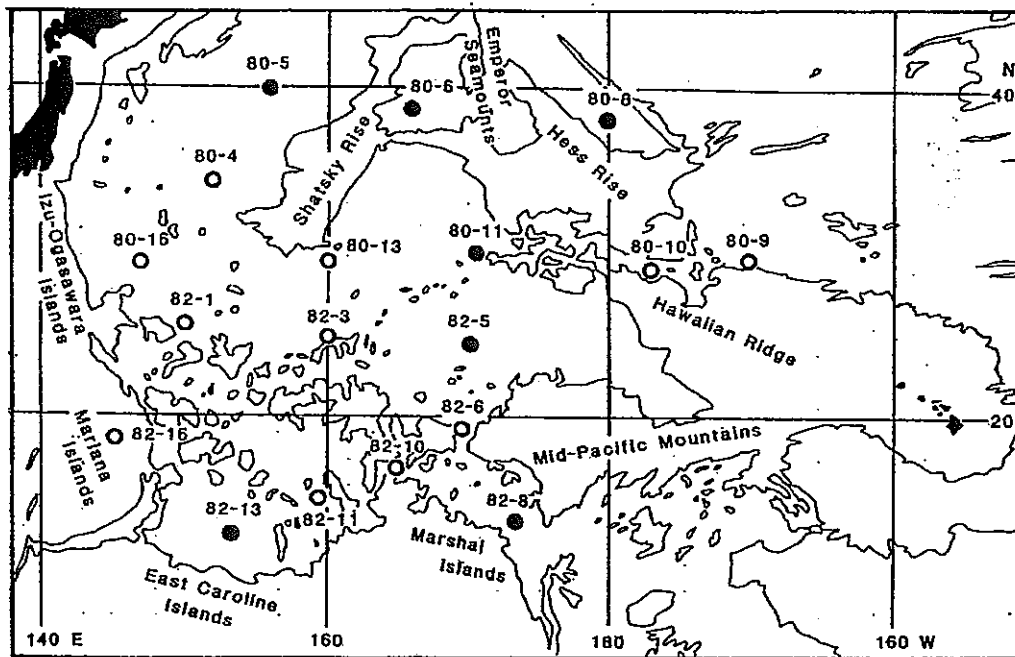 Emperor
Seamounts
N
80-5
80-6
80-8
40
Shatsky Rise
Hess Rise
80-4
Izu-Ogasawara
Islands
80-16
80-13
80-11
80-10
80-9
82-1
82-3
82-5
Hawaiian Ridge
82-6
20
Mariana
Islands
82-16
82-10
Mid-Pacific Mountains
82-13
82-11
82-8
Marshal
Islands
East Caroline
Islands
140 E
160
180
160 W